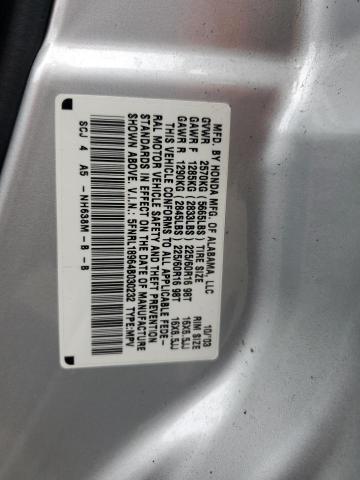 MFD. BY HONDA MFG. OF ALABAMA, LLC 10/03
GVWR 2570KG (5665LBS) TIRE SIZE RIM SIZE
GAWR F 1285KG (2833LBS) 225/60R16 98T 16X6.5JJ
GAWR R 1290KG (2845LBS) 225/60R16 98T 16X6.5JJ
THIS VEHICLE CONFORMS TO ALL APPLICABLE FEDE-
RAL MOTOR VEHICLE SAFETY AND THEFT PREVENTION
STANDARDS IN EFFECT ON THE DATE OF MANUFACTURE
SHOWN ABOVE. V.I.N.: 5FNRL18964B030232 TYPE:MPV
SCJ 4 A5 -NH638M-B -B